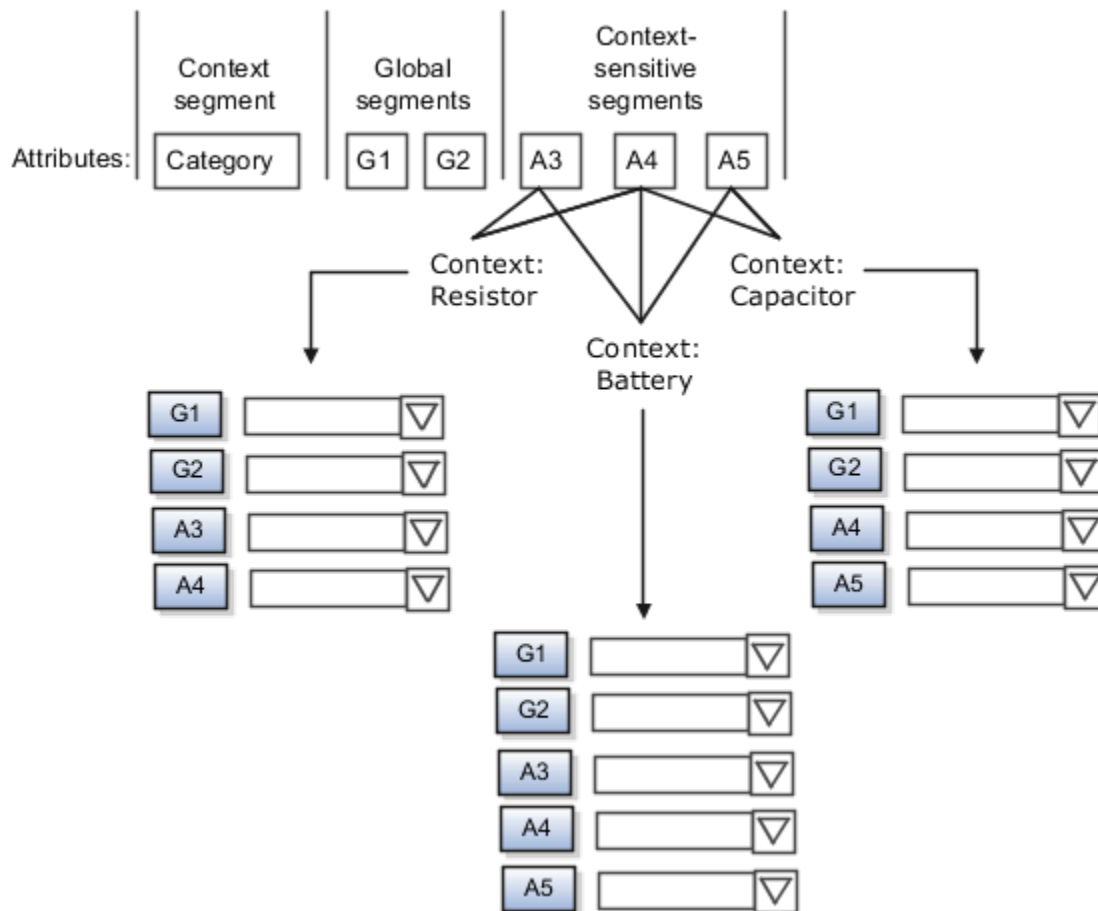 Context
segment
Global
segments
Context-
sensitive
segments
Attributes:
Category
G1
G2
A3
A4
A5
Context:
Resistor
Context:
Capacitor
Context:
Battery
G1
G2
A3
A4
G1
G2
A4
A5
G1
G2
A3
A4
A5